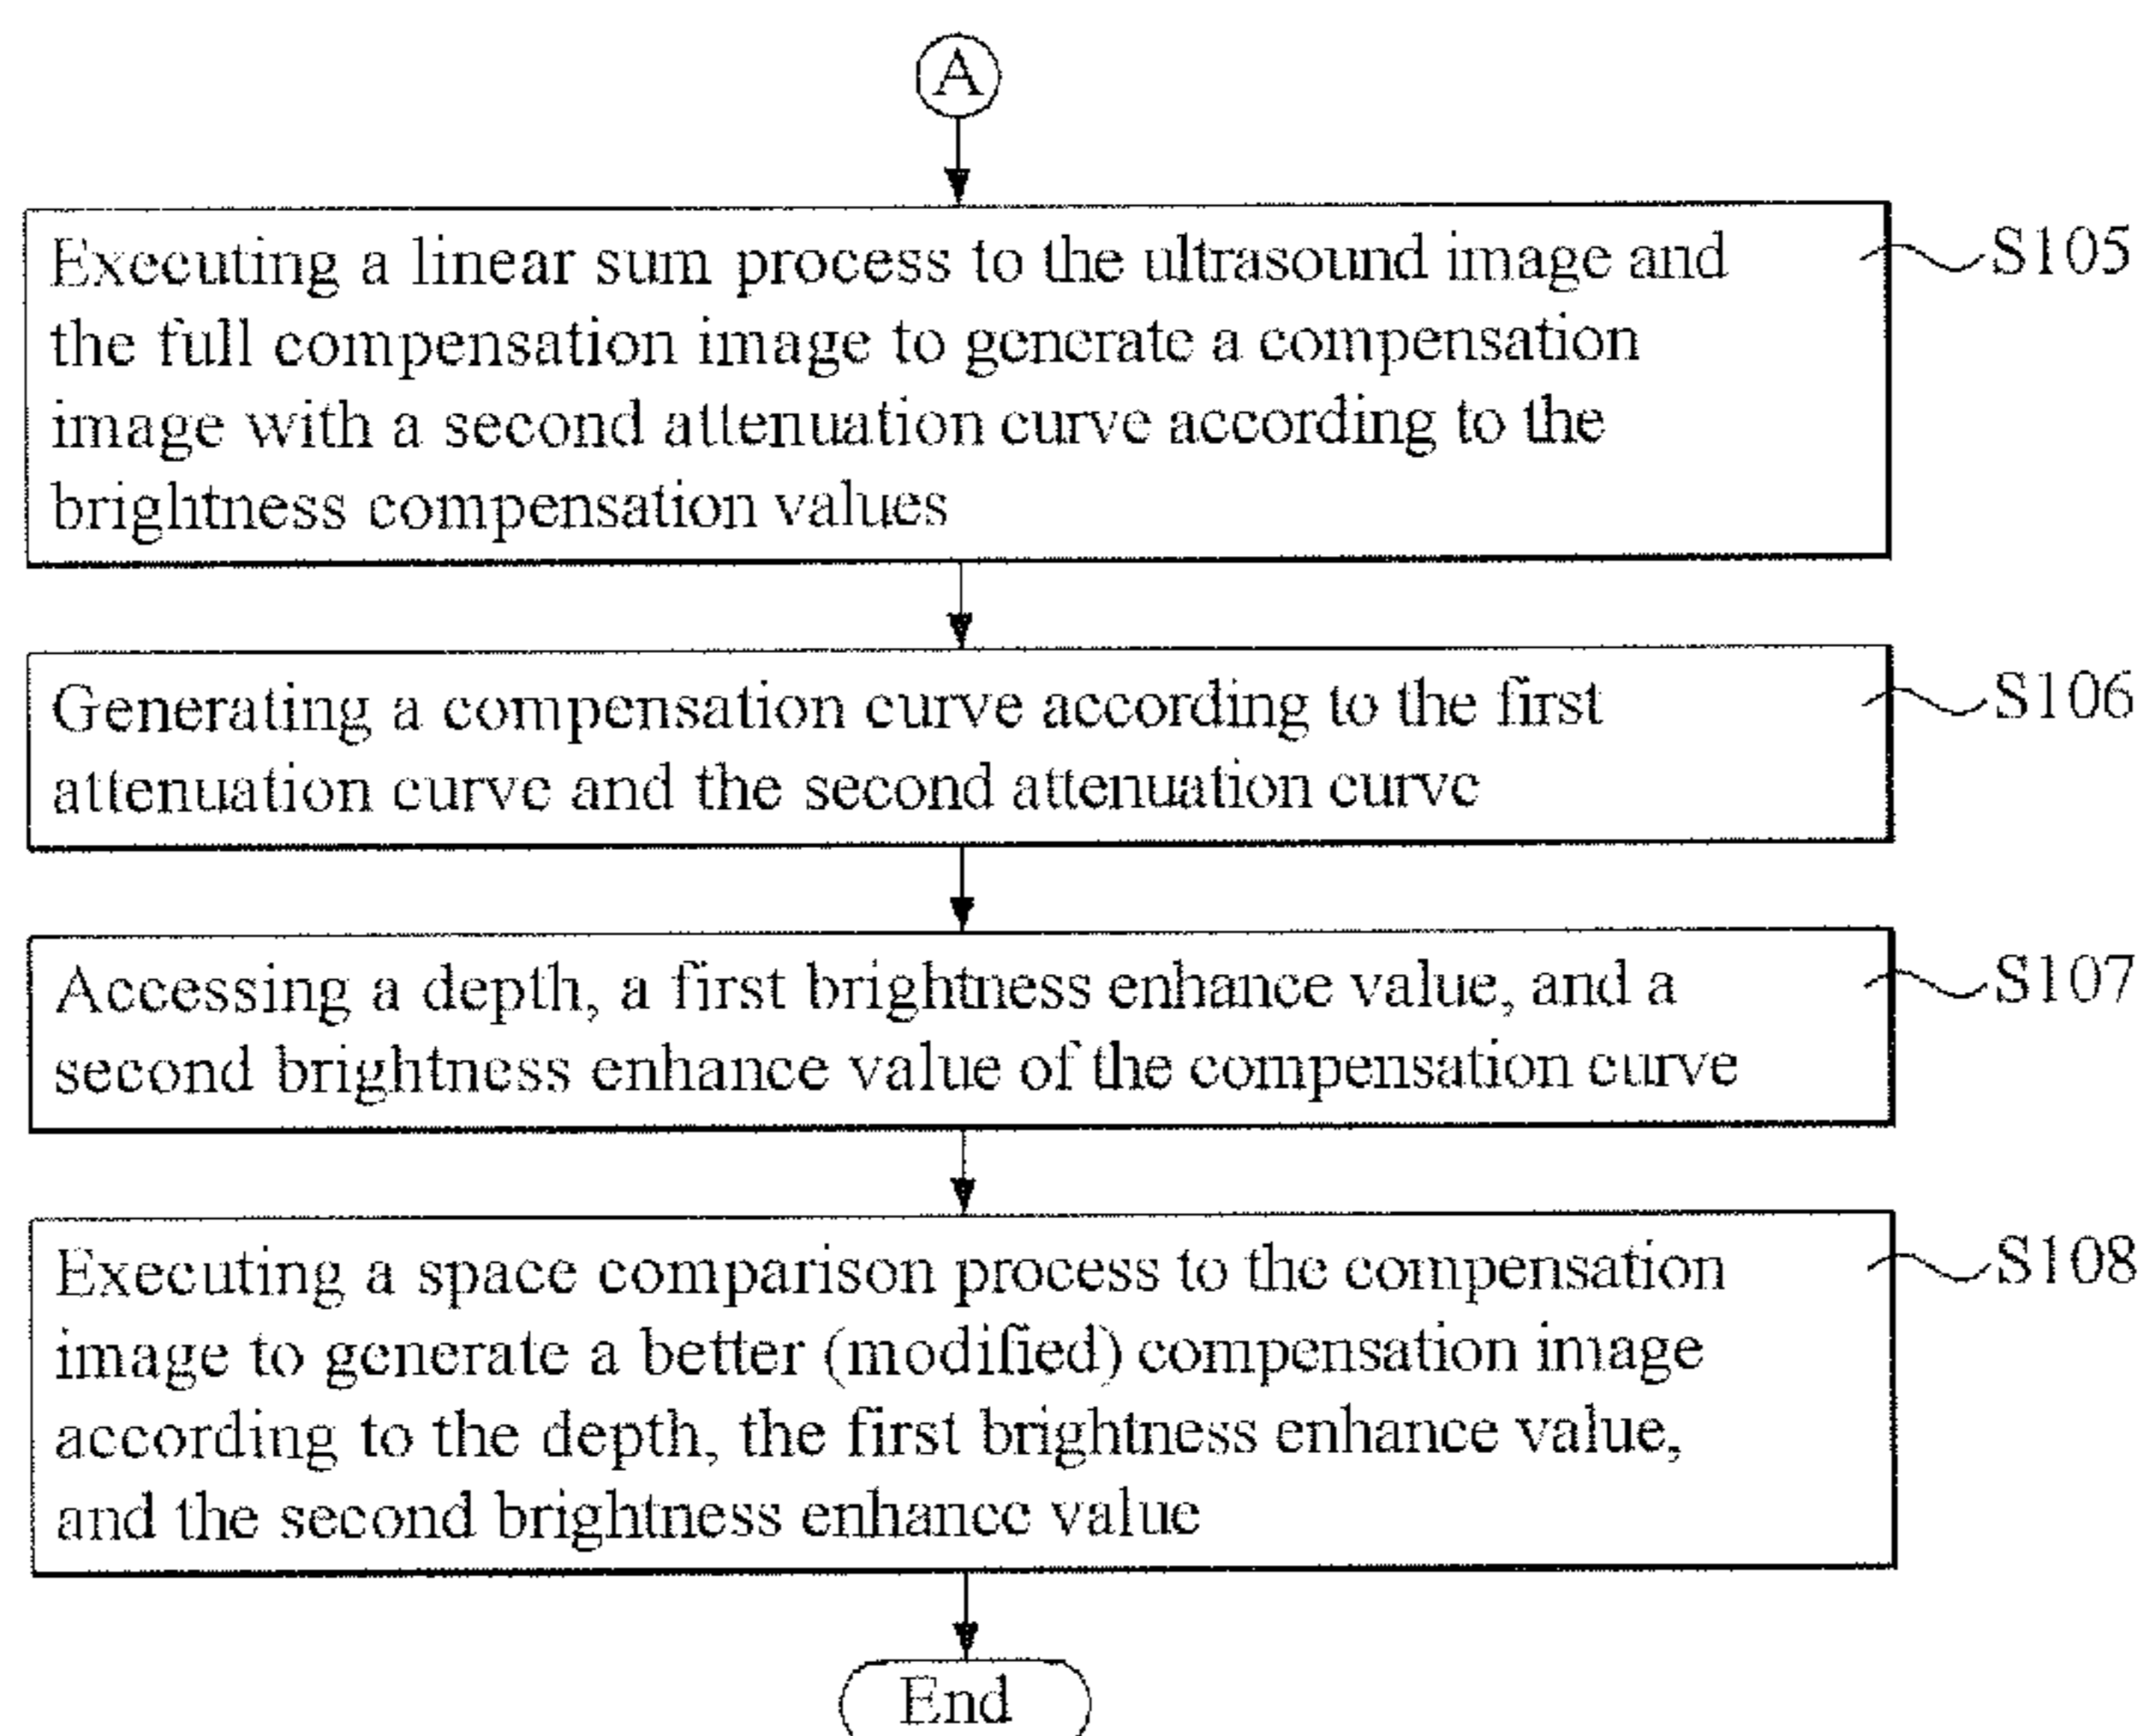 A
Executing a linear sum process to the ultrasound image and
the full compensation image to generate a compensation
image with a second attenuation curve according to the
brightness compensation values
S105
Generating a compensation curve according to the first
attenuation curve and the second attenuation curve
S106
Accessing a depth, a first brightness enhance value, and a
second brightness enhance value of the compensation curve
S107
Executing a space comparison process to the compensation
image to generate a better (modified) compensation image
according to the depth, the first brightness enhance value,
and the second brightness enhance value
S108
End